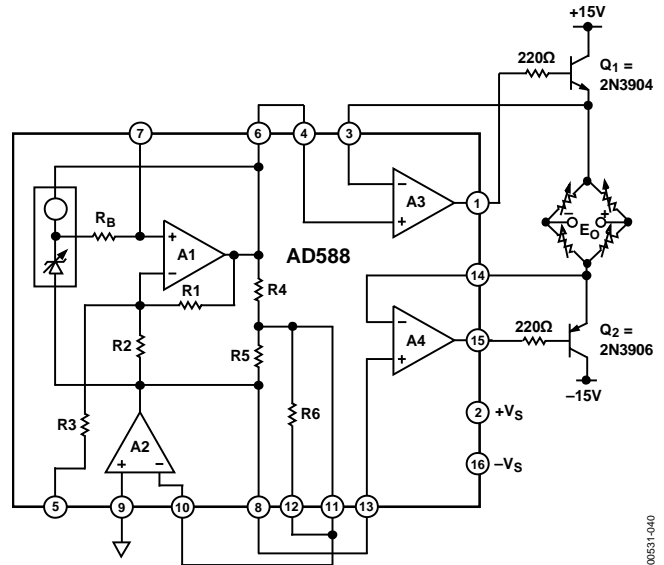 +15V
220Ω
Q1 =
2N3904
7
6
4
3
RB
A1
+
–
A3
–
+
1
– EO +
AD588
R1
R4
14
R2
R5
A4
–
+
15
220Ω
Q2 =
2N3906
R3
R6
–15V
2 +VS
A2
+ –
16 –VS
5
9
10
8
12
11
13
00531-040